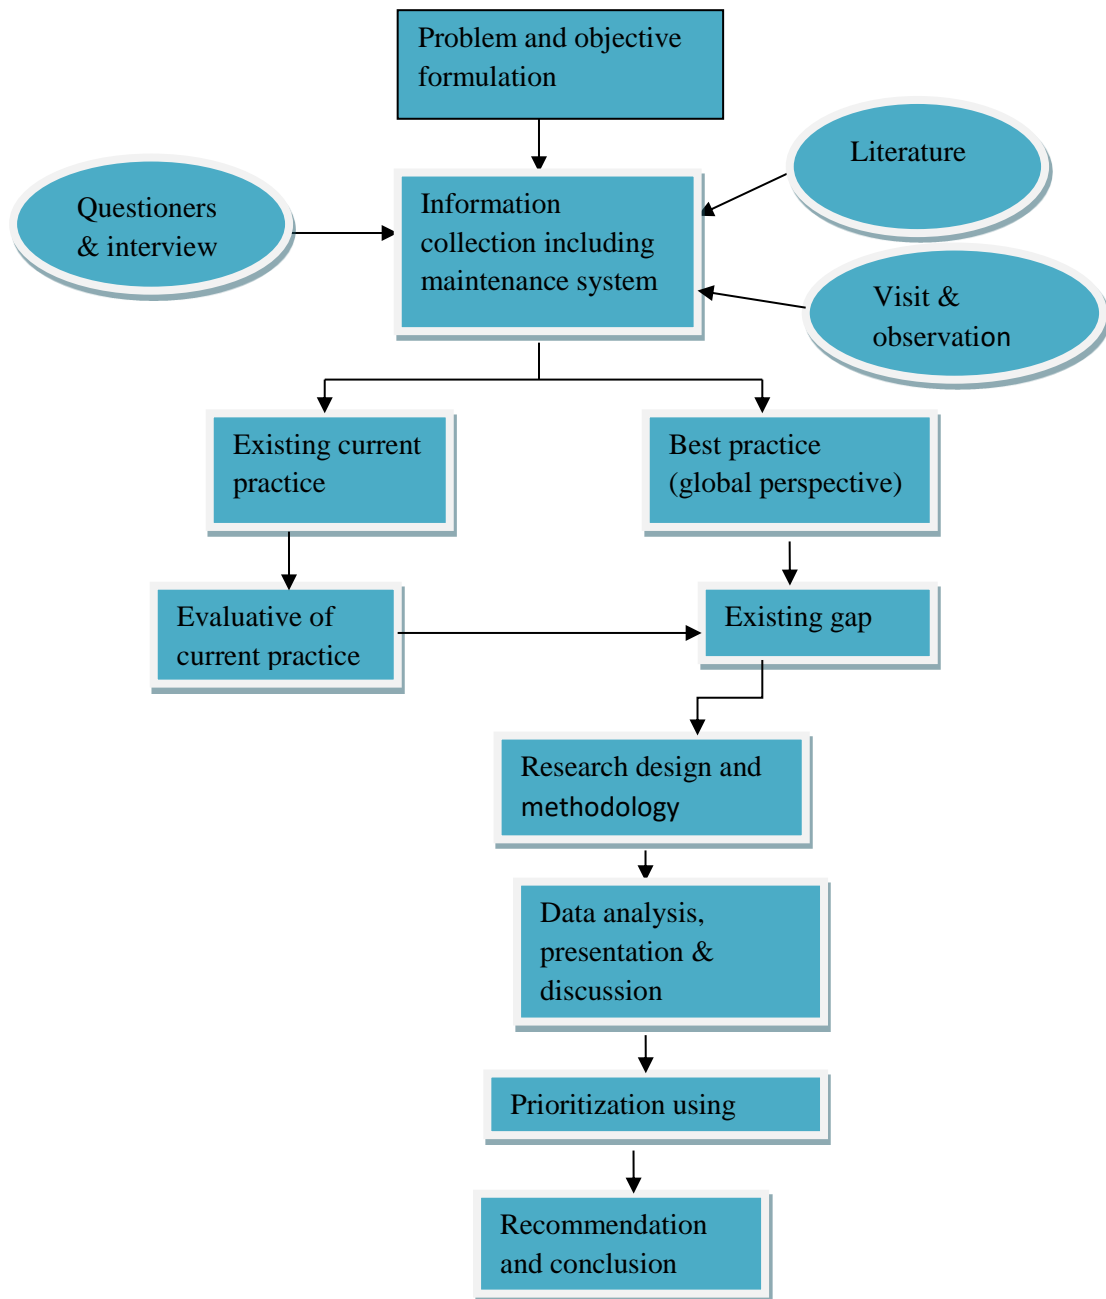 Problem and objective
formulation
Literature
Questioners
& interview
Information
collection including
maintenance system
Visit &
observation
Existing current
practice
Best practice
(global perspective)
Evaluative of
current practice
Existing gap
Research design and
methodology
Data analysis,
presentation &
discussion
Prioritization using
Recommendation
and conclusion